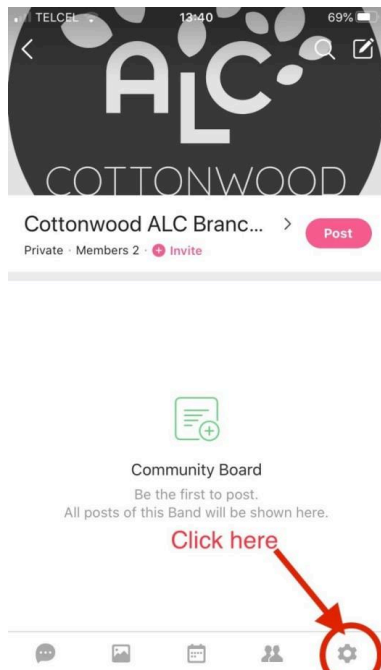 TELCEL 13:40 69%
ALC
COTTONWOOD
Cottonwood ALC Branc... >
Post
Private · Members 2 · Invite
Community Board
Be the first to post.
All posts of this Band will be shown here.
Click here